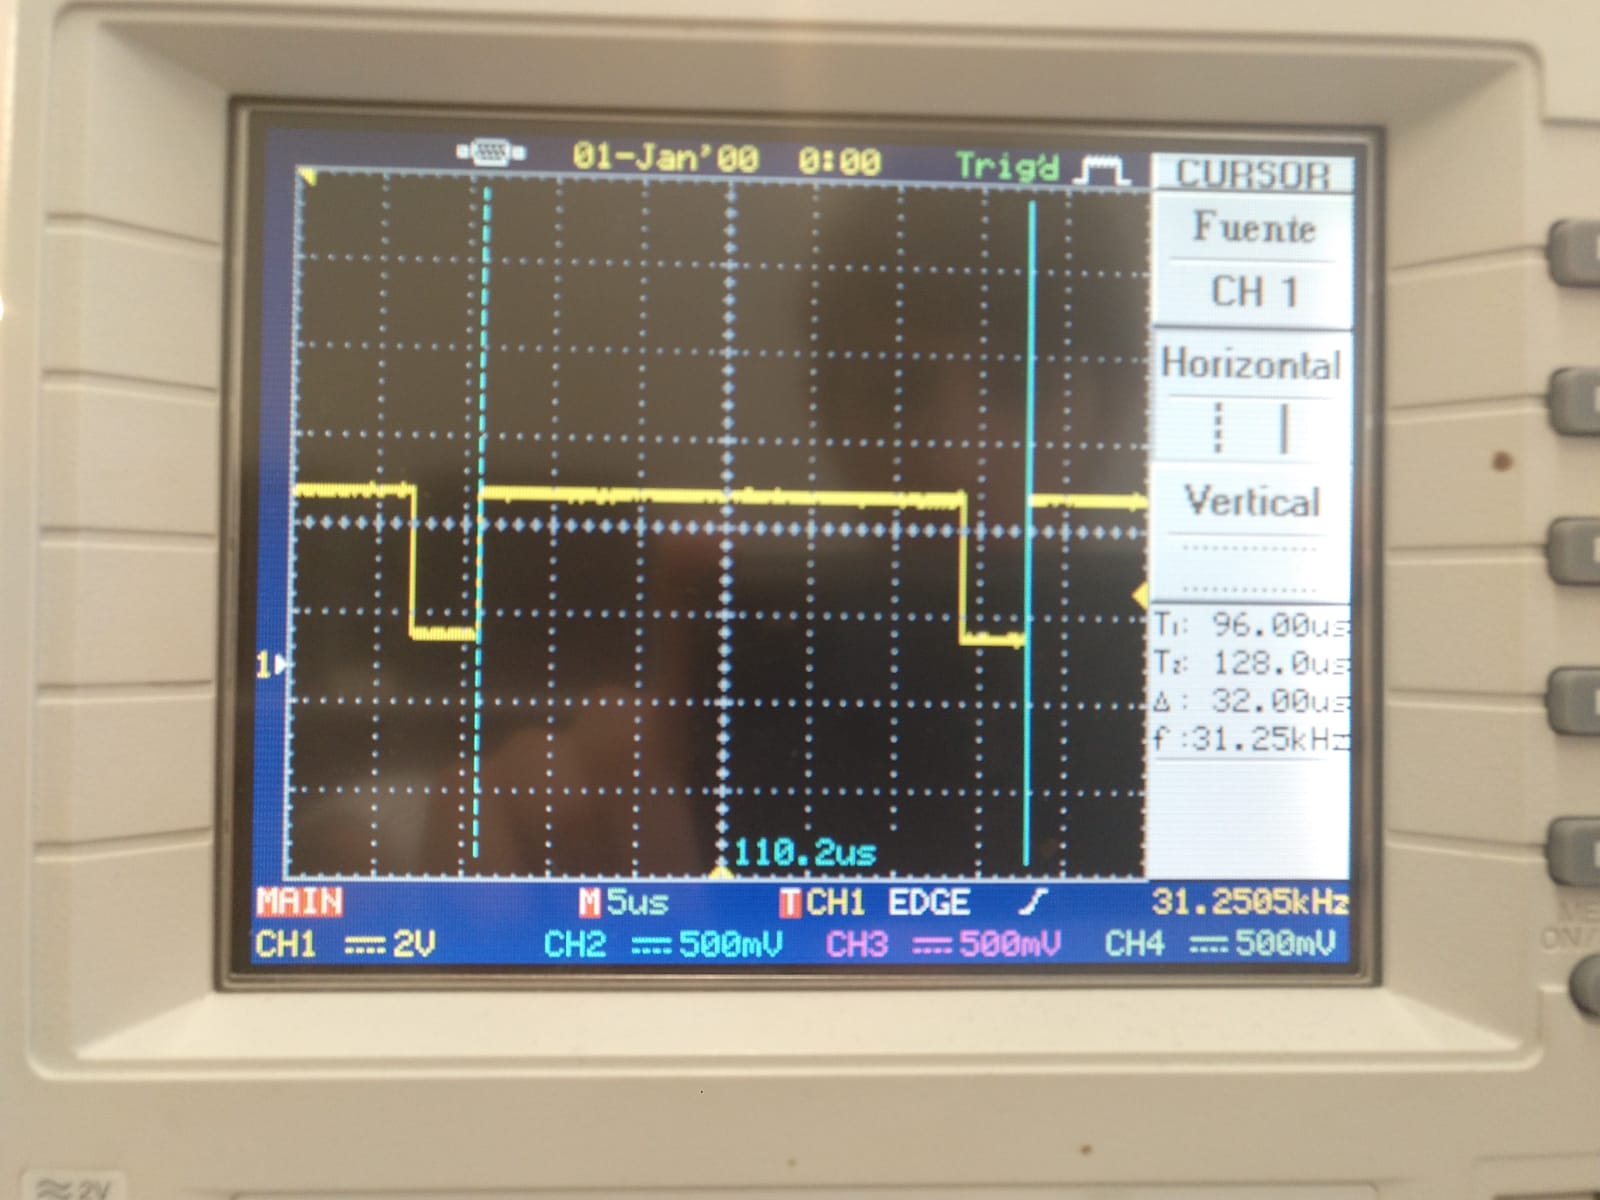 01-Jan'00 0:00 Trig'd
CURSOR
Fuente
CH 1
Horizontal
Vertical
T1: 96.00us
T2: 128.0us
Δ: 32.00us
f:31.25kHz
1
110.2us
MAIN M 5us T CH1 EDGE 31.2505kHz
CH1 2V CH2 500mV CH3 500mV CH4 500mV
ON/
2V